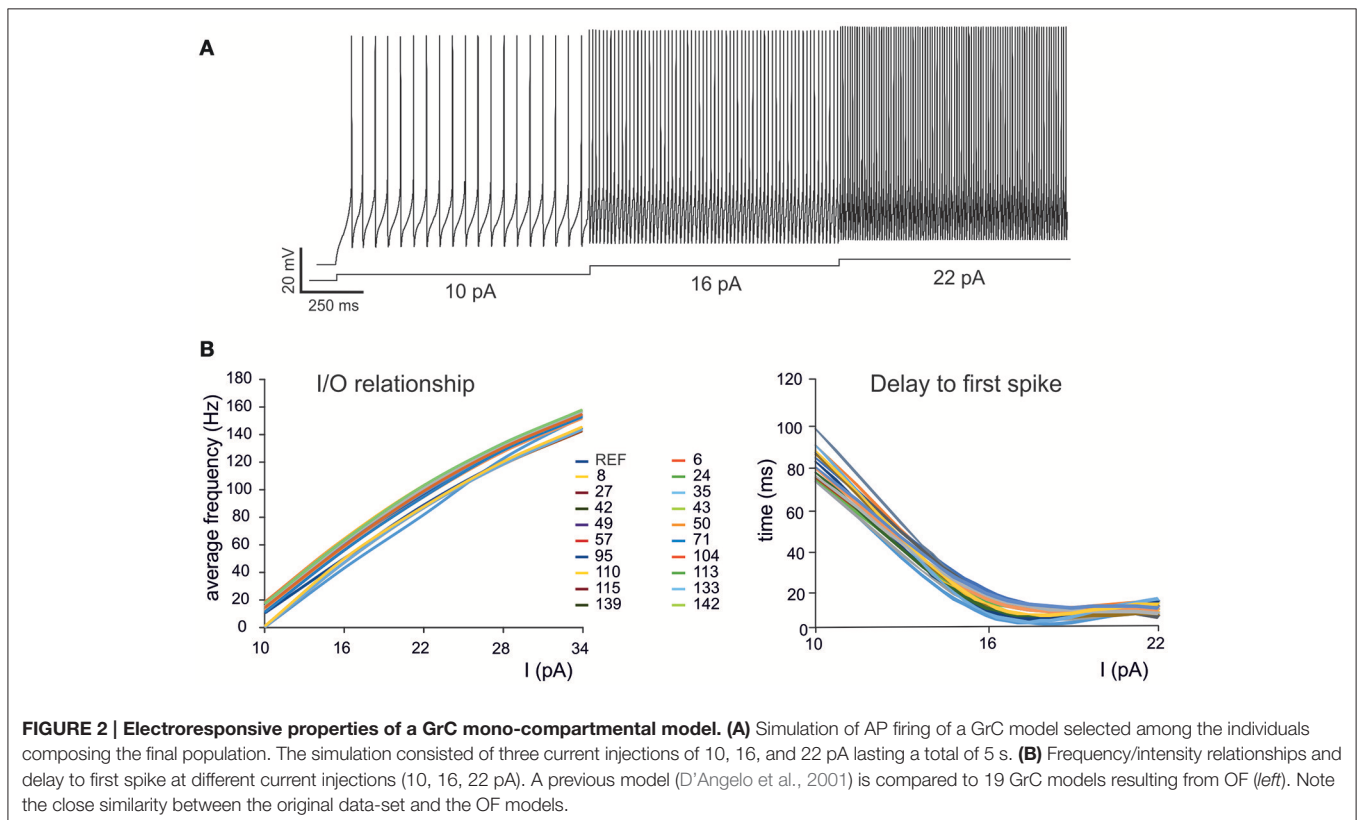 A
20 mV
250 ms
10 pA
16 pA
22 pA
B
I/O relationship
average frequency (Hz)
180
160
140
120
100
80
60
40
20
0
10
16
22
28
34
I (pA)
REF
6
8
24
27
35
42
43
49
50
57
71
95
104
110
113
115
133
139
142
Delay to first spike
time (ms)
120
100
80
60
40
20
0
10
16
22
I (pA)
FIGURE 2 | Electroresponsive properties of a GrC mono-compartmental model. (A) Simulation of AP firing of a GrC model selected among the individuals
composing the final population. The simulation consisted of three current injections of 10, 16, and 22 pA lasting a total of 5 s. (B) Frequency/intensity relationships and
delay to first spike at different current injections (10, 16, 22 pA). A previous model (D'Angelo et al., 2001) is compared to 19 GrC models resulting from OF (left). Note
the close similarity between the original data-set and the OF models.